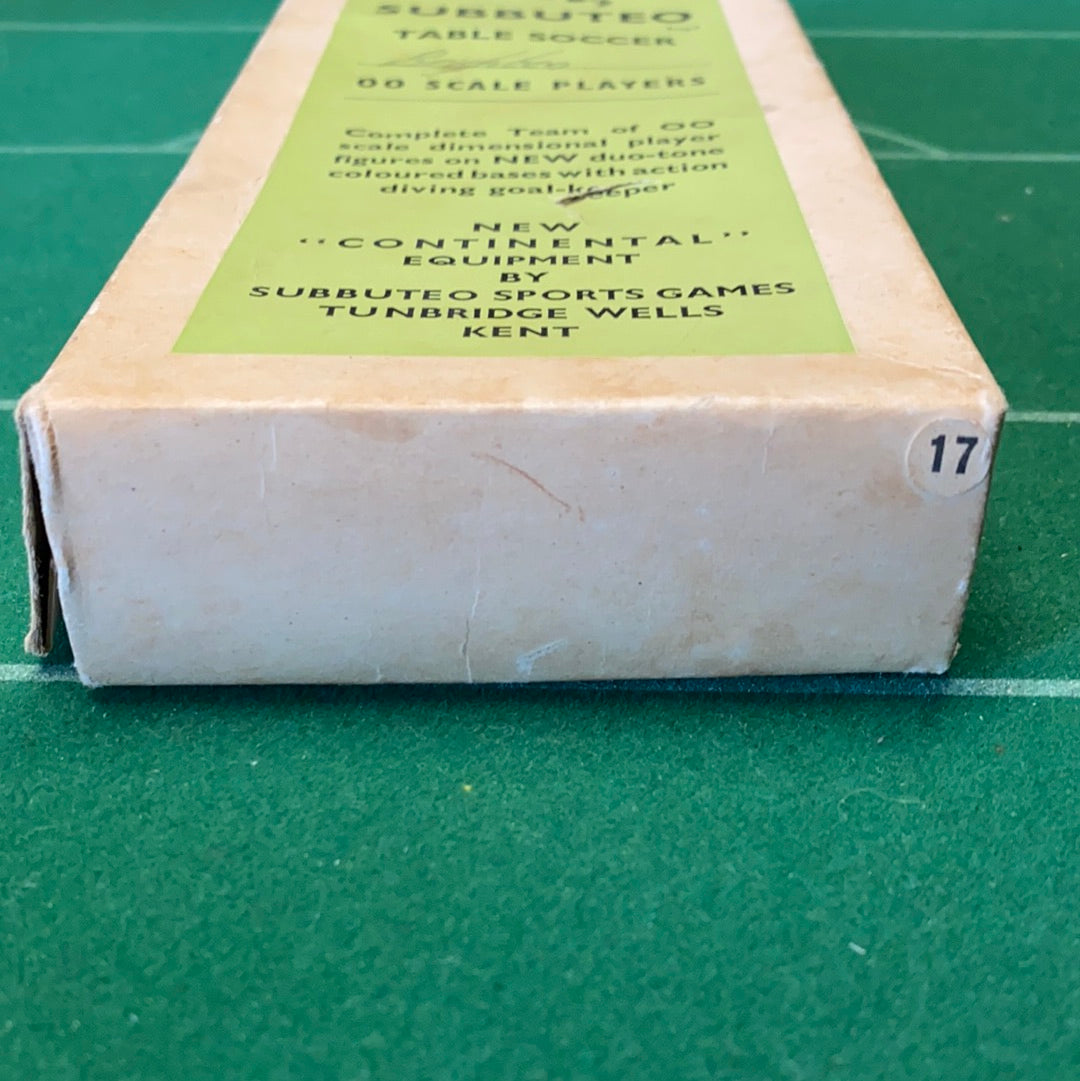 SUBBUTEO
TABLE SOCCER
OO SCALE PLAYERS
Complete Team of OO
scale dimensional player
figures on NEW duo-tone
coloured bases with action
diving goal-keeper
NEW
“CONTINENTAL”
EQUIPMENT
BY
SUBBUTEO SPORTS GAMES
TUNBRIDGE WELLS
KENT
17